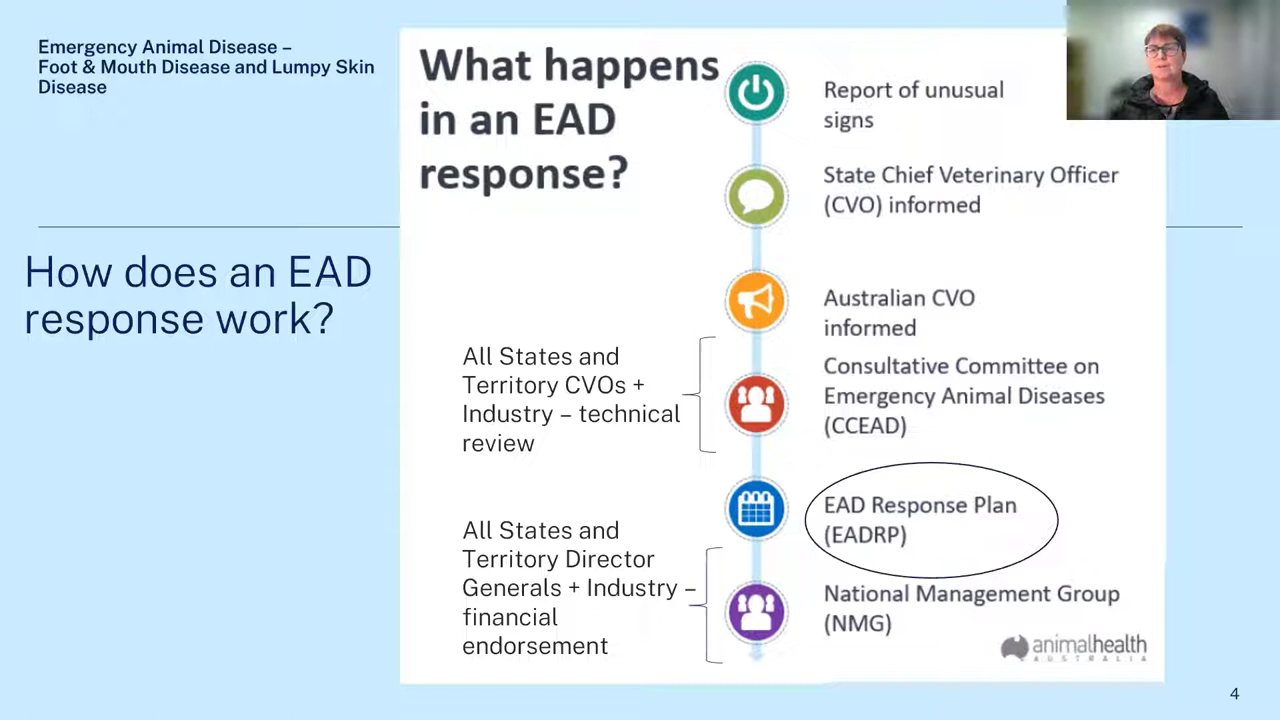 Emergency Animal Disease –
Foot & Mouth Disease and Lumpy Skin
Disease
How does an EAD
response work?
What happens
in an EAD
response?
Report of unusual
signs
State Chief Veterinary Officer
(CVO) informed
Australian CVO
informed
All States and
Territory CVOs +
Industry – technical
review
Consultative Committee on
Emergency Animal Diseases
(CCEAD)
EAD Response Plan
(EADRP)
All States and
Territory Director
Generals + Industry –
financial
endorsement
National Management Group
(NMG)
animalhealth
AUSTRALIA
4